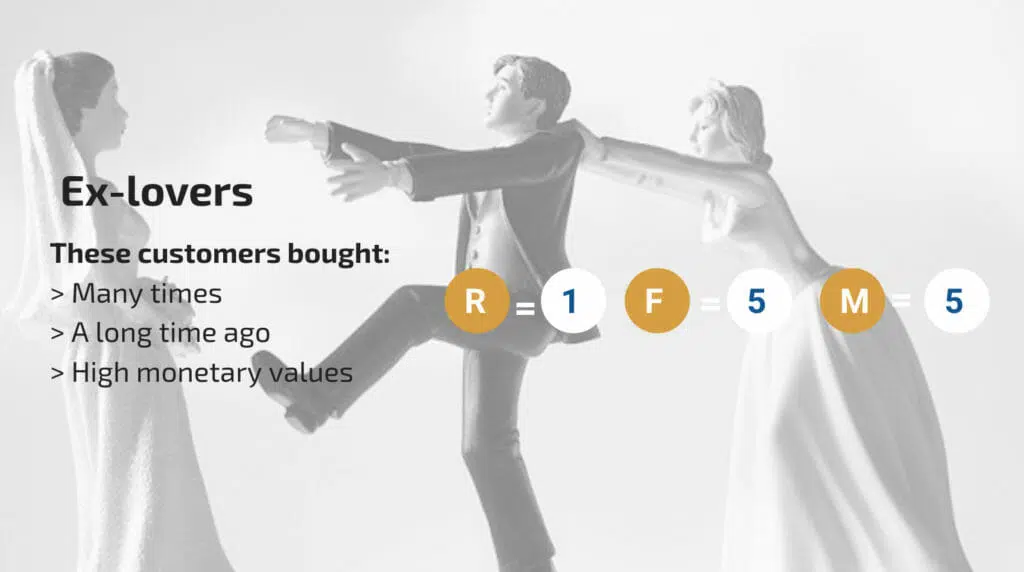 Ex-lovers
These customers bought:
> Many times
> A long time ago
> High monetary values
R = 1 F = 5 M = 5